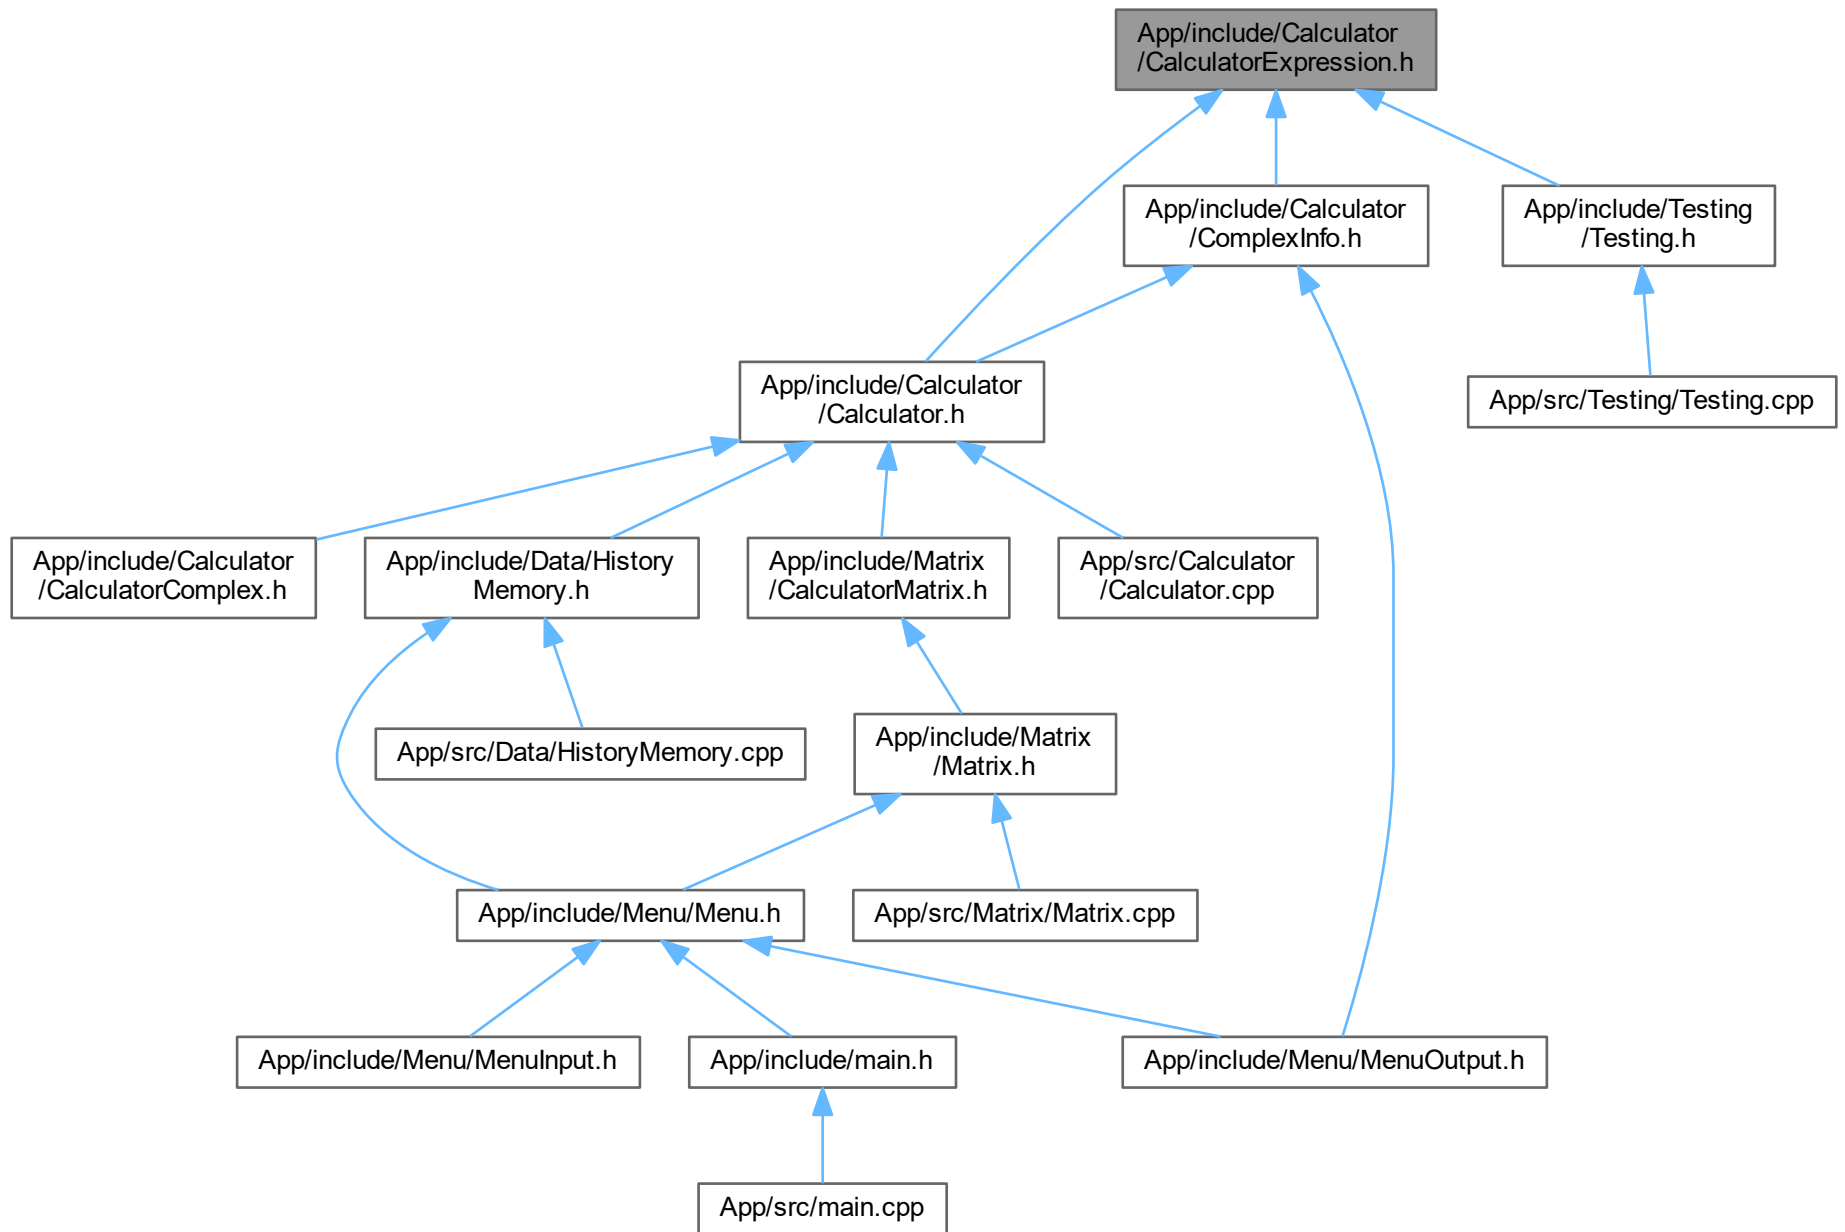 App/include/Calculator
/CalculatorExpression.h
App/include/Calculator
/ComplexInfo.h
App/include/Testing
/Testing.h
App/include/Calculator
/Calculator.h
App/src/Testing/Testing.cpp
App/include/Calculator
/CalculatorComplex.h
App/include/Data/History
Memory.h
App/include/Matrix
/CalculatorMatrix.h
App/src/Calculator
/Calculator.cpp
App/src/Data/HistoryMemory.cpp
App/include/Matrix
/Matrix.h
App/include/Menu/Menu.h
App/src/Matrix/Matrix.cpp
App/include/Menu/MenuInput.h
App/include/main.h
App/include/Menu/MenuOutput.h
App/src/main.cpp